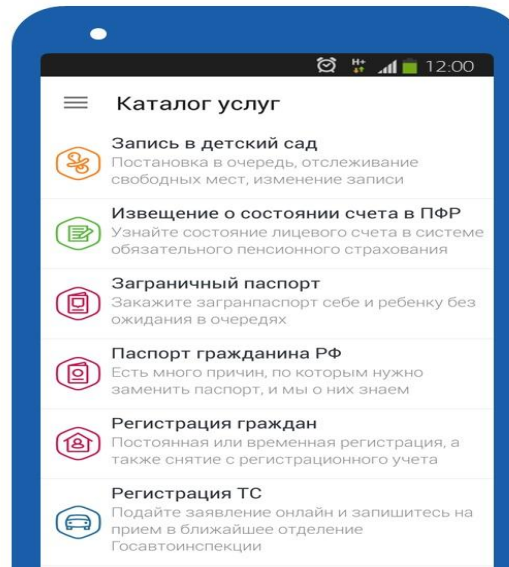 H+ 12:00
Каталог услуг
Запись в детский сад
Постановка в очередь, отслеживание
свободных мест, изменение записи
Извещение о состоянии счета в ПФР
Узнайте состояние лицевого счета в системе
обязательного пенсионного страхования
Заграничный паспорт
Закажите загранпаспорт себе и ребенку без
ожидания в очередях
Паспорт гражданина РФ
Есть много причин, по которым нужно
заменить паспорт, и мы о них знаем
Регистрация граждан
Постоянная или временная регистрация, а
также снятие с регистрационного учета
Регистрация ТС
Подайте заявление онлайн и запишитесь на
прием в ближайшее отделение
Госавтоинспекции